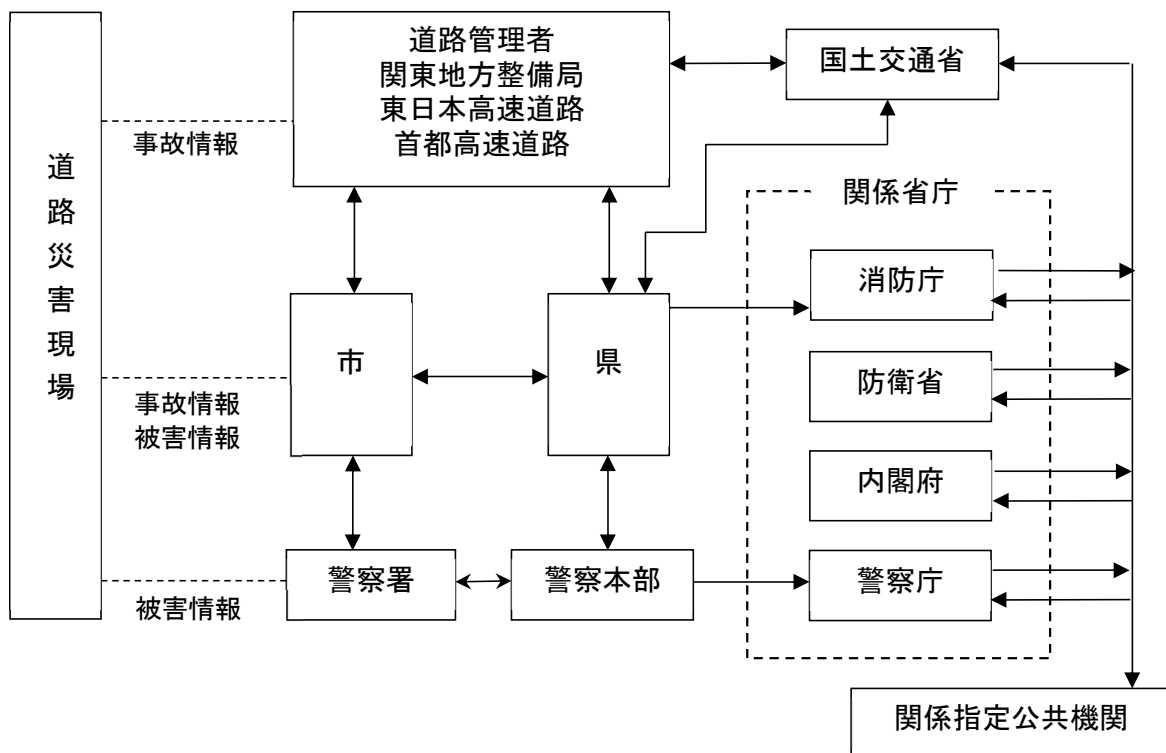 道路管理者
関東地方整備局
東日本高速道路
首都高速道路
国土交通省
事故情報
道路災害現場
関係省庁
消防庁
市
県
防衛省
事故情報
被害情報
内閣府
警察署
警察本部
警察庁
被害情報
関係指定公共機関